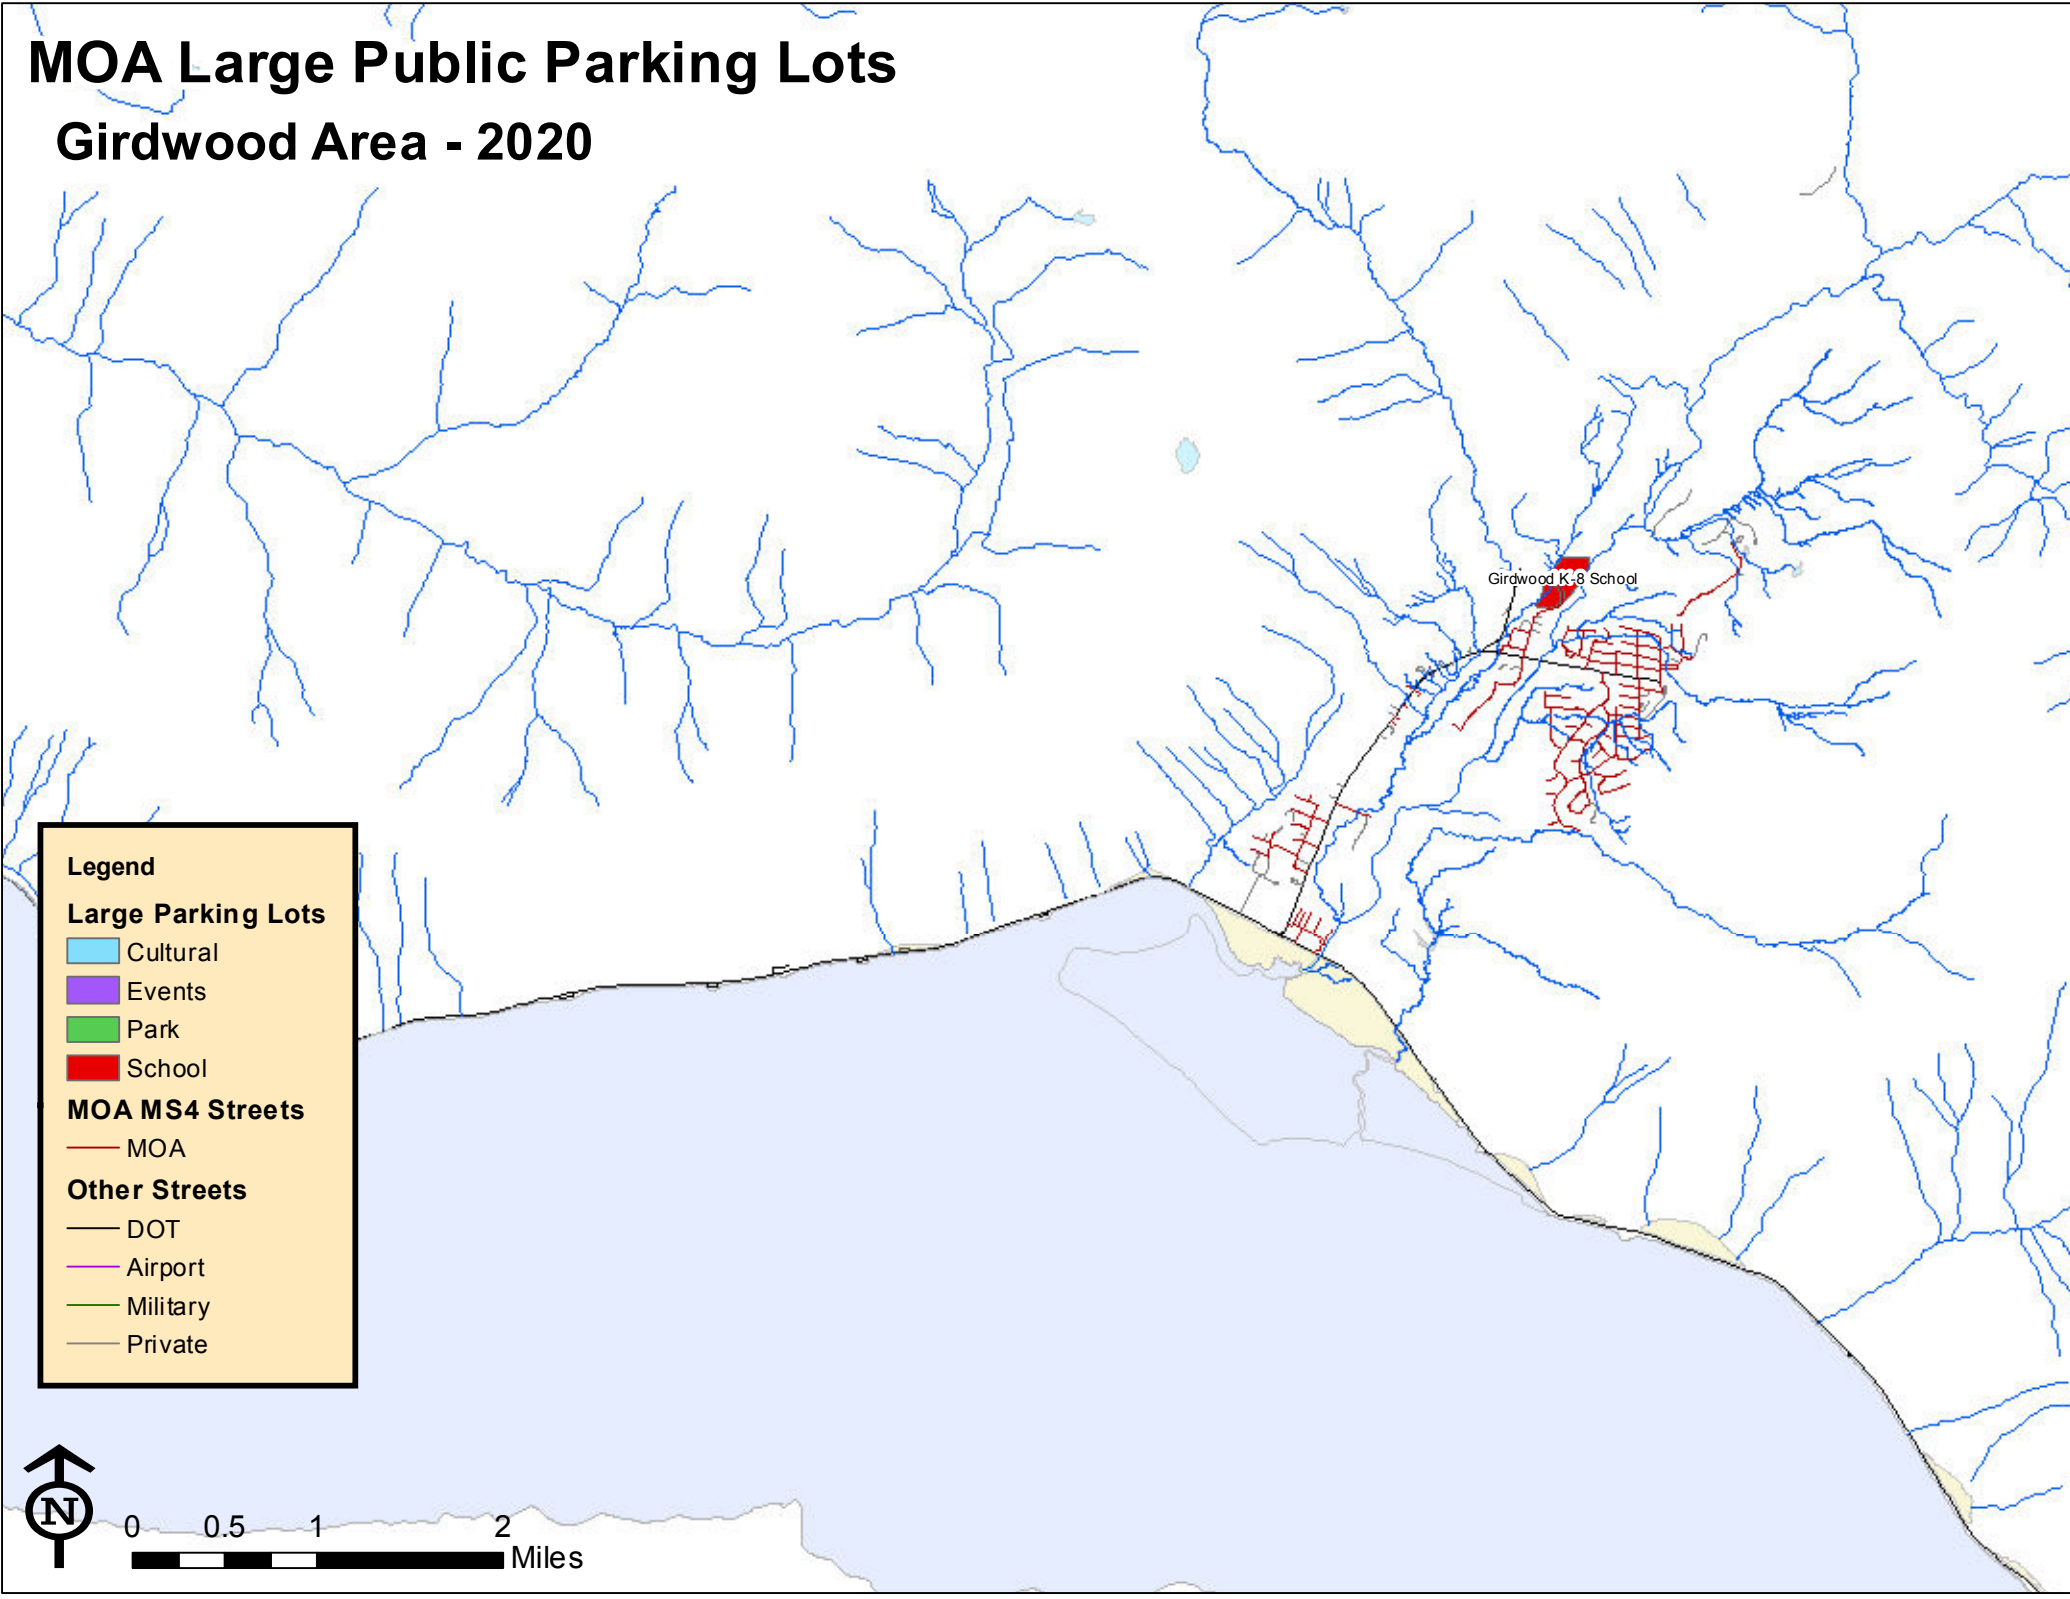 MOA Large Public Parking Lots
Girdwood Area - 2020
Girdwood K-8 School
Legend
Large Parking Lots
Cultural
Events
Park
School
MOA MS4 Streets
MOA
Other Streets
DOT
Airport
Military
Private
N
0 0.5 1 2
Miles